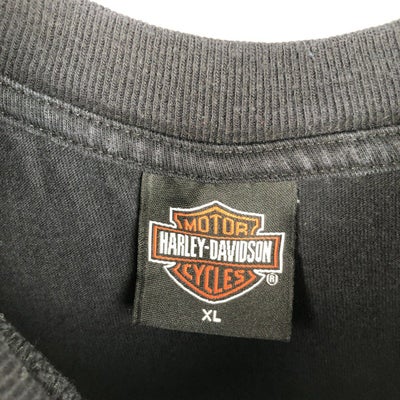 MOTOR
HARLEY-DAVIDSON
CYCLES
®
XL